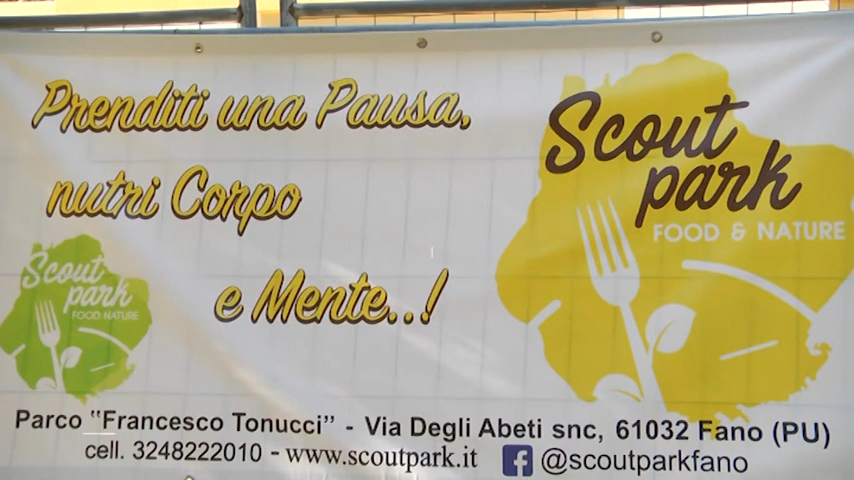 Prenditi una Pausa,
nutri Corpo
e Mente..!
Scout
park
FOOD & NATURE
Scout
park
FOOD NATURE
Parco "Francesco Tonucci" - Via Degli Abeti snc, 61032 Fano (PU)
cell. 3248222010 - www.scoutpark.it f @scoutparkfano